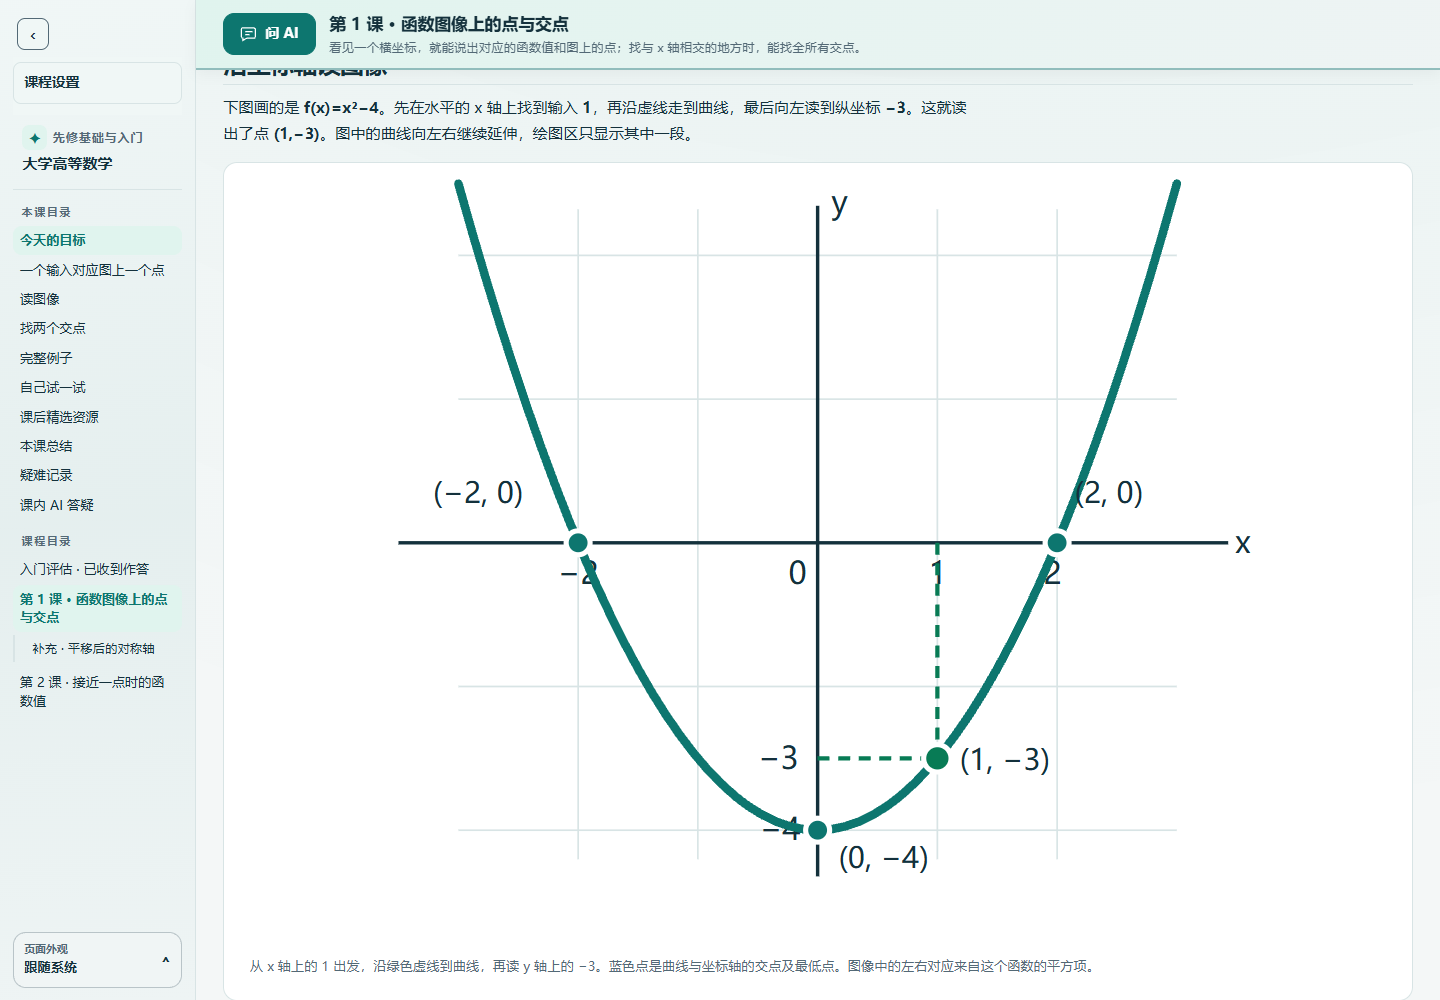 ‹
课程设置
✦ 先修基础与入门
大学高等数学
本课目录
今天的目标
一个输入对应图上一个点
读图像
找两个交点
完整例子
自己试一试
课后精选资源
本课总结
疑难记录
课内 AI 答疑
课程目录
入门评估 · 已收到作答
第 1 课 • 函数图像上的点
与交点
补充 · 平移后的对称轴
第 2 课 · 接近一点时的函
数值
页面外观
跟随系统
^
问 AI
第 1 课 • 函数图像上的点与交点
看见一个横坐标，就能说出对应的函数值和图上的点；找与 x 轴相交的地方时，能找全所有交点。
下图画的是 f(x)=x²−4。先在水平的 x 轴上找到输入 1，再沿虚线走到曲线，最后向左读到纵坐标 −3。这就读
出了点 (1,−3)。图中的曲线向左右继续延伸，绘图区只显示其中一段。
y
(−2, 0)
(2, 0)
x
−2
0
1
2
−3
(1, −3)
−4
(0, −4)
从 x 轴上的 1 出发，沿绿色虚线到曲线，再读 y 轴上的 −3。蓝色点是曲线与坐标轴的交点及最低点。图像中的左右对应来自这个函数的平方项。